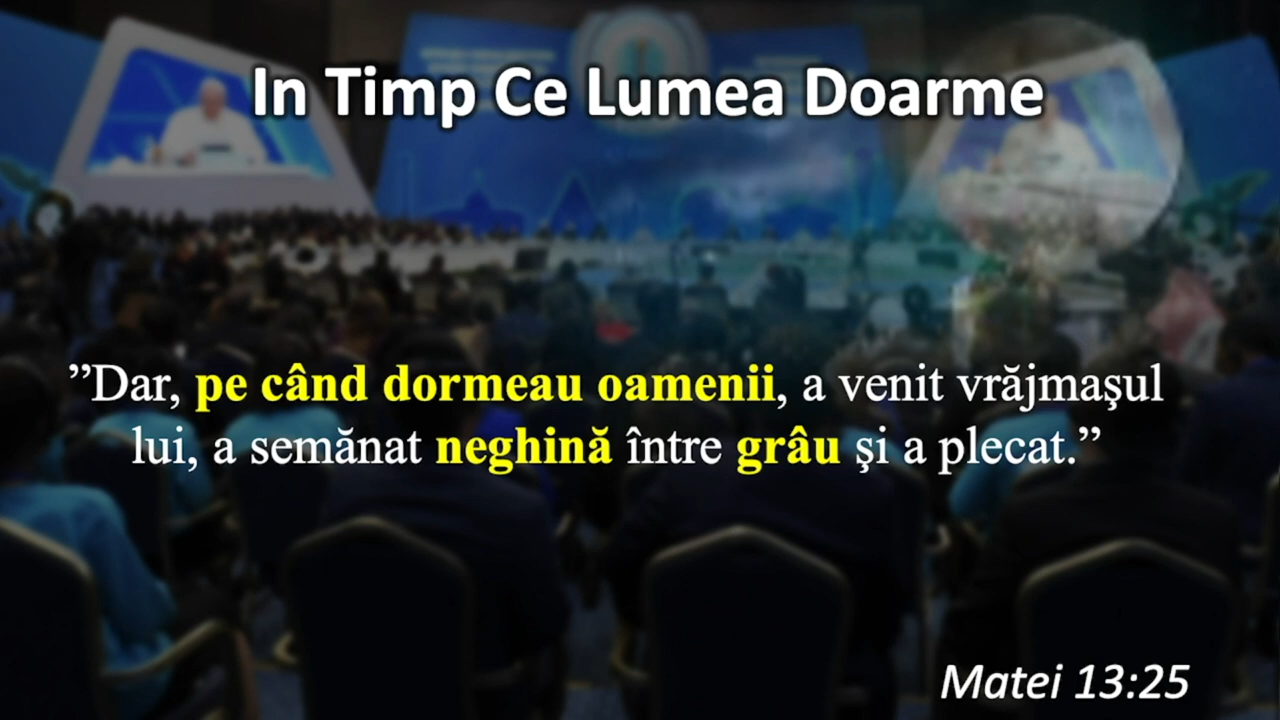 In Timp Ce Lumea Doarme
”Dar, pe când dormeau oamenii, a venit vrăjmaşul
lui, a semănat neghină între grâu şi a plecat.”
Matei 13:25